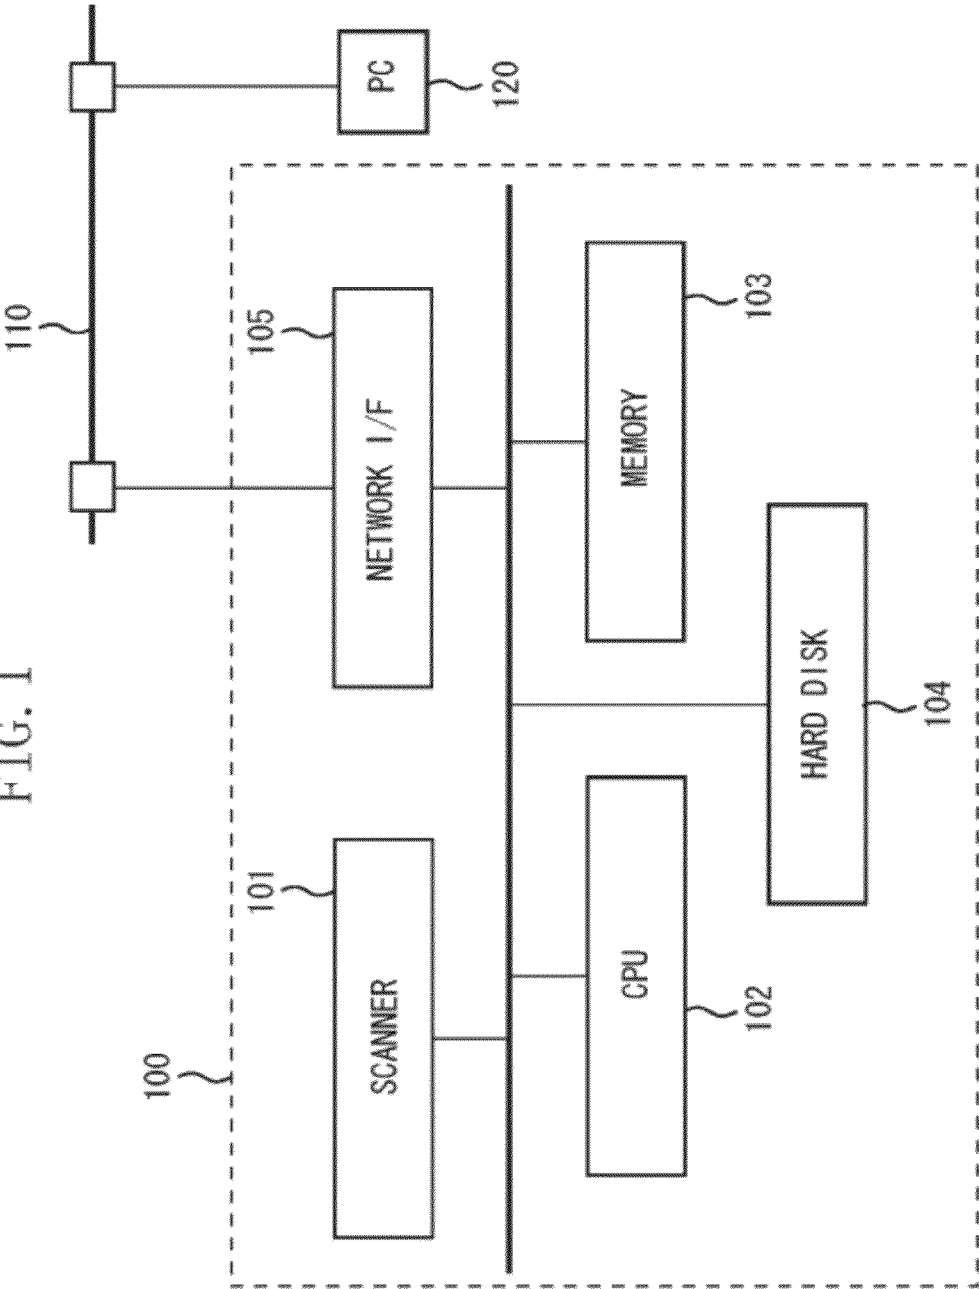 FIG. 1
110
100
101
105
SCANNER
NETWORK I/F
PC
120
CPU
MEMORY
102
103
HARD DISK
104